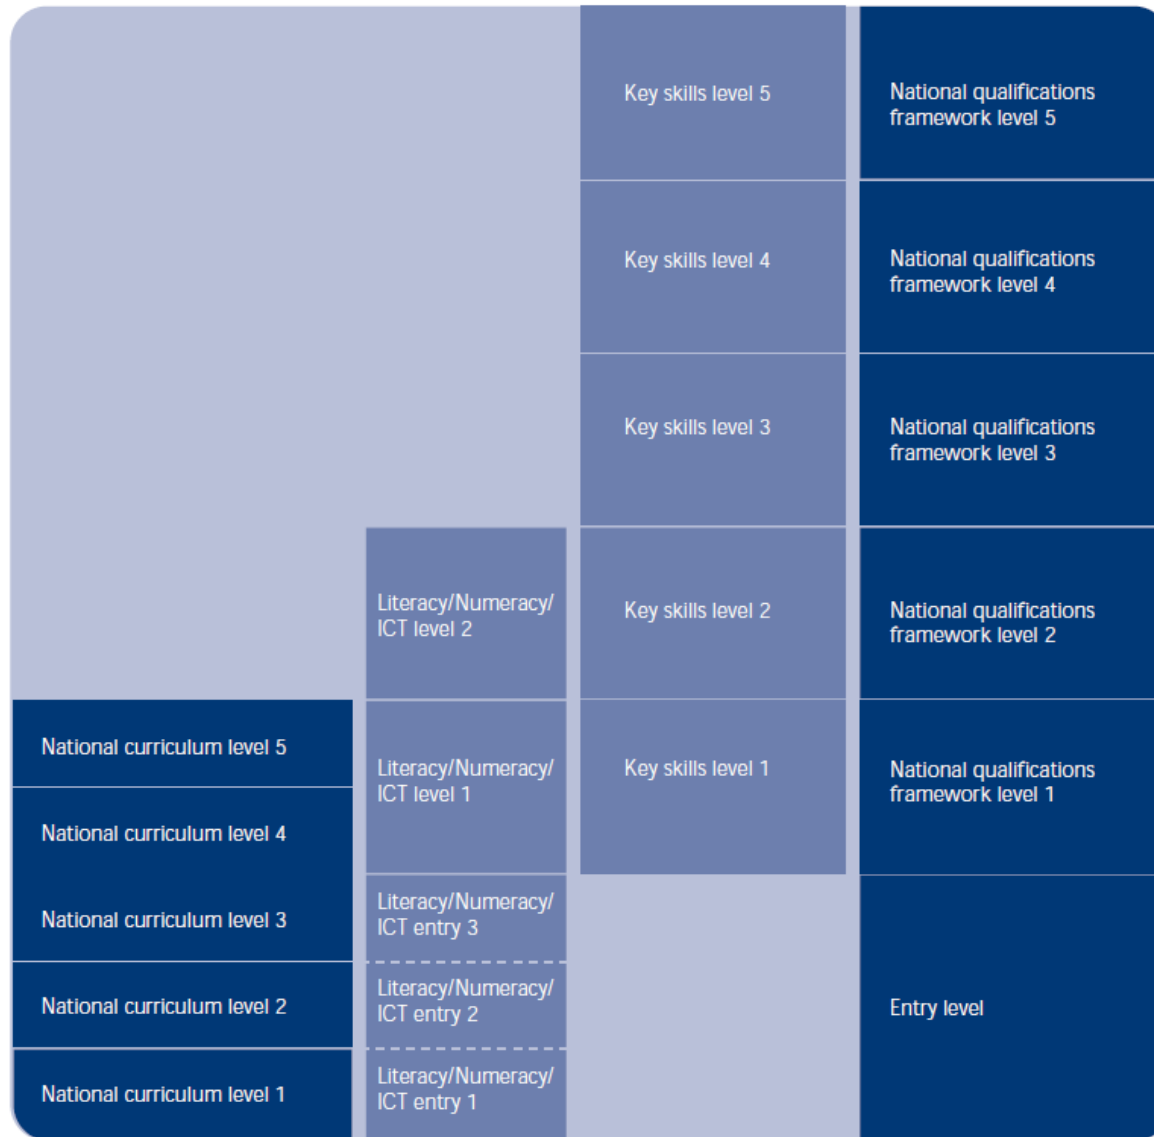 Key skills level 5
National qualifications
framework level 5
Key skills level 4
National qualifications
framework level 4
Key skills level 3
National qualifications
framework level 3
Literacy/Numeracy/
ICT level 2
Key skills level 2
National qualifications
framework level 2
National curriculum level 5
Literacy/Numeracy/
ICT level 1
Key skills level 1
National qualifications
framework level 1
National curriculum level 4
National curriculum level 3
Literacy/Numeracy/
ICT entry 3
National curriculum level 2
Literacy/Numeracy/
ICT entry 2
Entry level
National curriculum level 1
Literacy/Numeracy/
ICT entry 1